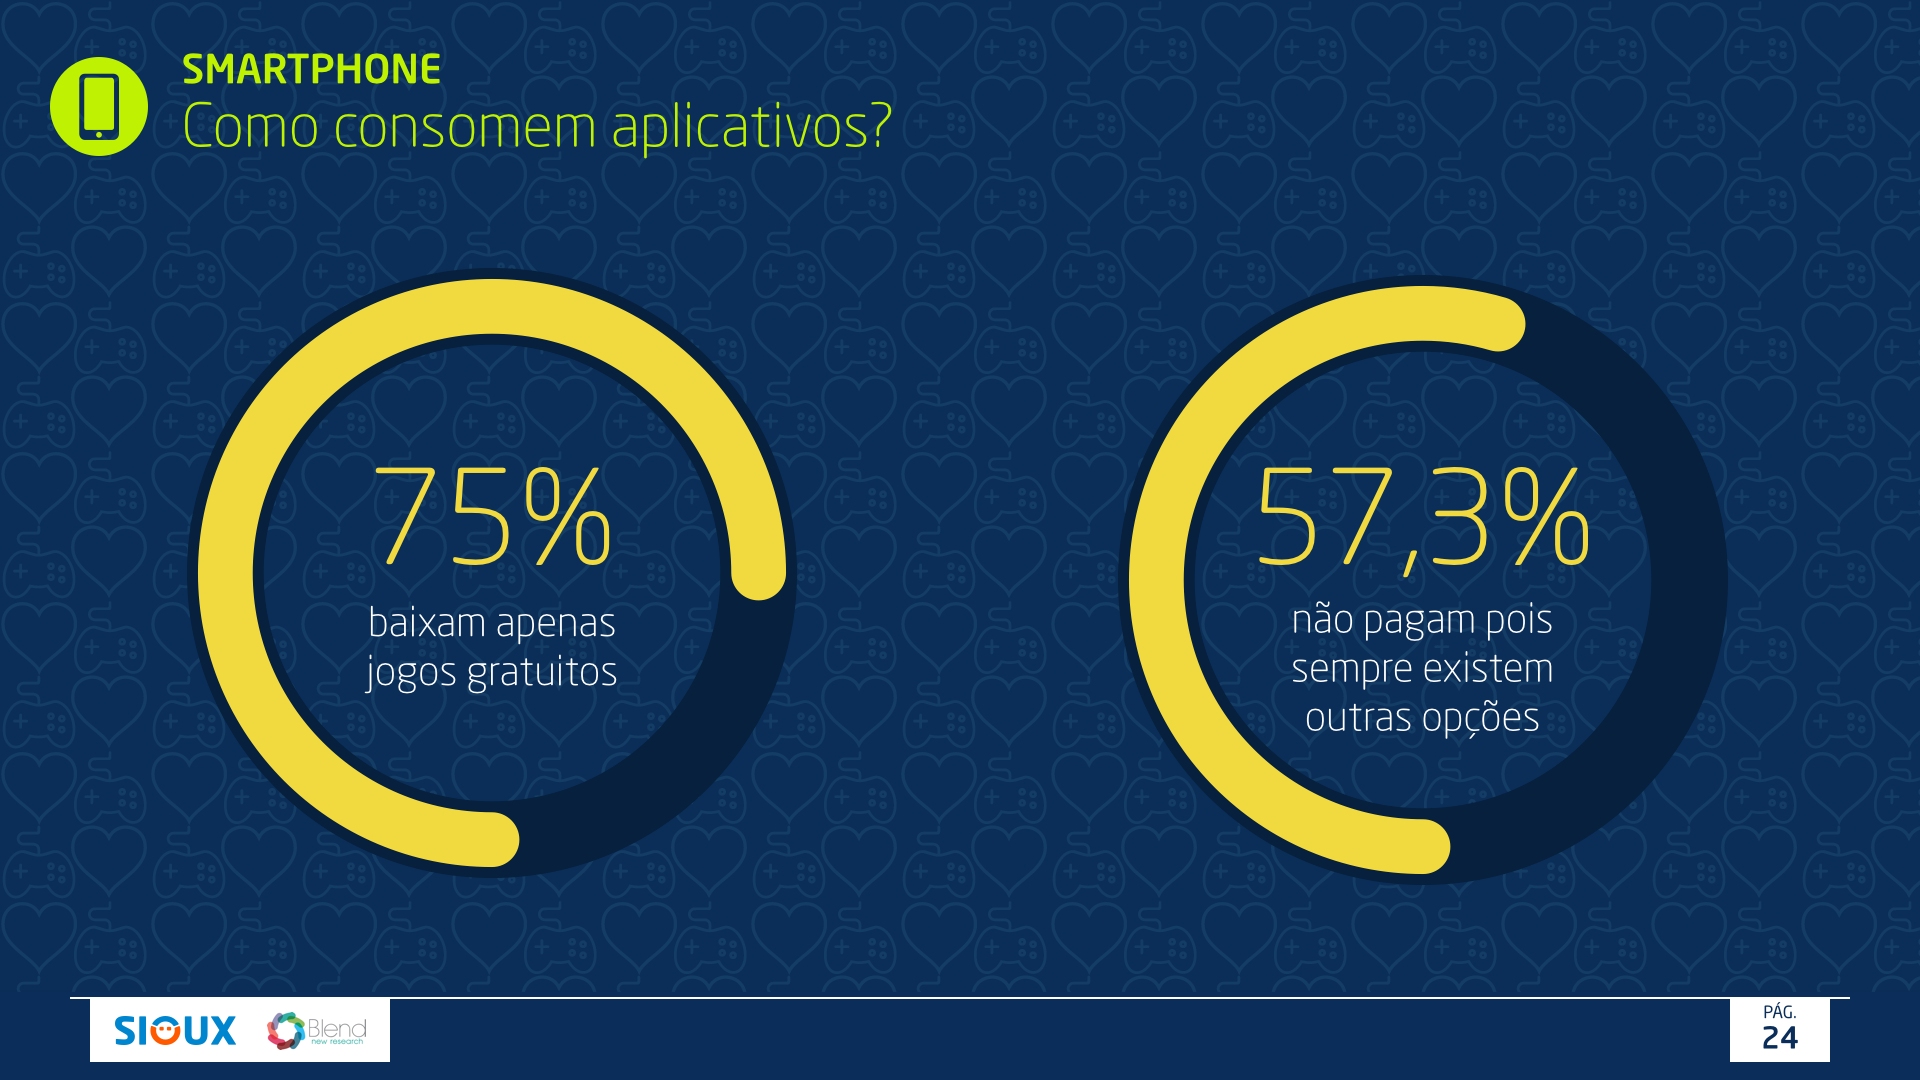 SMARTPHONE
Como consomem aplicativos?
75%
baixam apenas
jogos gratuitos
57,3%
não pagam pois
sempre existem
outras opções
SIOUX
Blend
new research
PÁG.
24